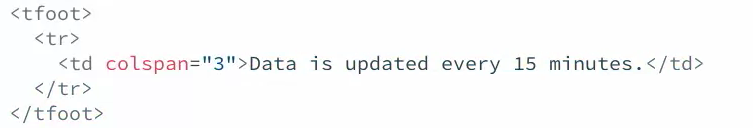 <tfoot>
  <tr>
    <td colspan="3">Data is updated every 15 minutes.</td>
  </tr>
</tfoot>